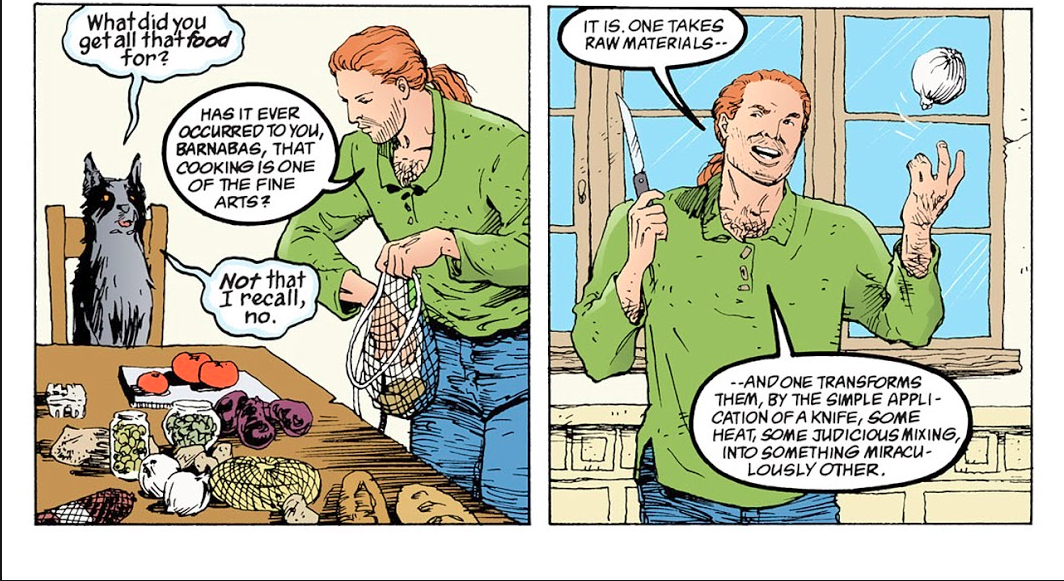 What did you
get all that food
for?
HAS IT EVER
OCCURRED TO YOU,
BARNABAS, THAT
COOKING IS ONE
OF THE FINE
ARTS?
Not that
I recall,
no.
IT IS. ONE TAKES
RAW MATERIALS--
--AND ONE TRANSFORMS
THEM, BY THE SIMPLE APPLI-
CATION OF A KNIFE, SOME
HEAT, SOME JUDICIOUS MIXING,
INTO SOMETHING MIRACU-
LOUSLY OTHER.